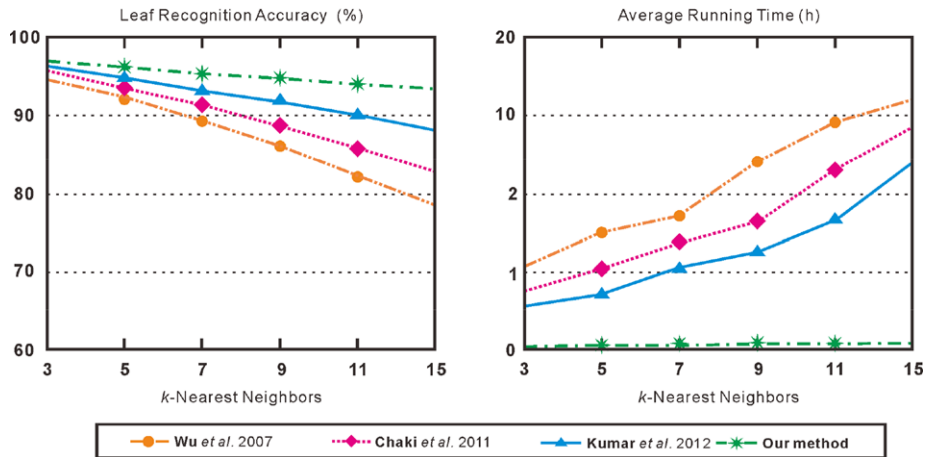 Leaf Recognition Accuracy (%)
100
90
80
70
60
3 5 7 9 11 15
k-Nearest Neighbors
Average Running Time (h)
20
10
2
1
0
3 5 7 9 11 15
k-Nearest Neighbors
Wu et al. 2007 Chaki et al. 2011 Kumar et al. 2012 Our method